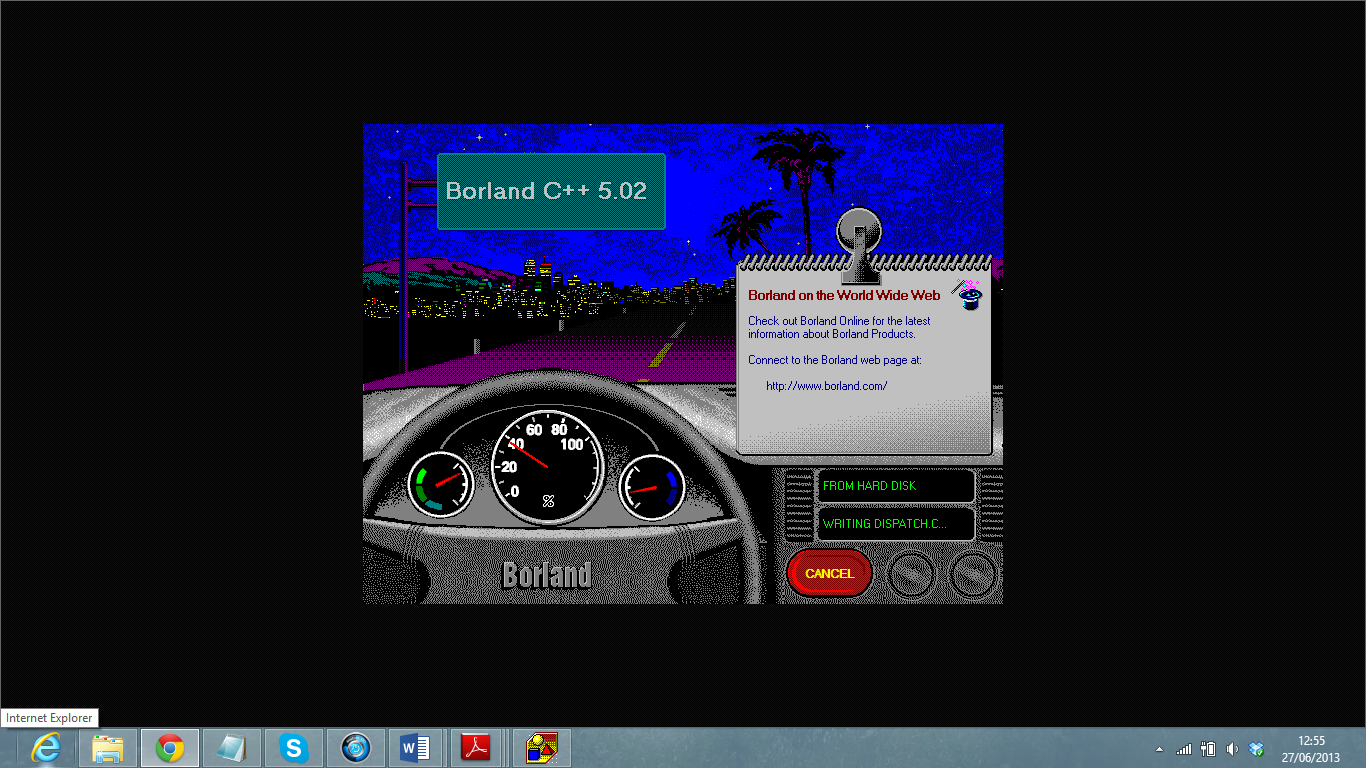 Borland C++ 5.02
Borland on the World Wide Web
Check out Borland Online for the latest
information about Borland Products.
Connect to the Borland web page at:
http://www.borland.com/
60 80
40 100
20
0
%
FROM HARD DISK
WRITING DISPATCH.C...
CANCEL
Borland
Internet Explorer
12:55
27/06/2013